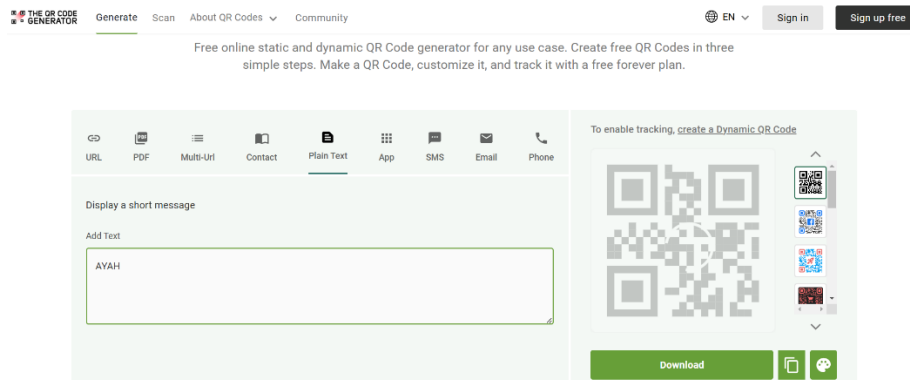 THE QR CODE
GENERATOR
Generate
Scan
About QR Codes
Community
EN
Sign in
Sign up free
Free online static and dynamic QR Code generator for any use case. Create free QR Codes in three
simple steps. Make a QR Code, customize it, and track it with a free forever plan.
URL
PDF
Multi-Url
Contact
Plain Text
App
SMS
Email
Phone
Display a short message
Add Text
AYAH
To enable tracking, create a Dynamic QR Code
Download